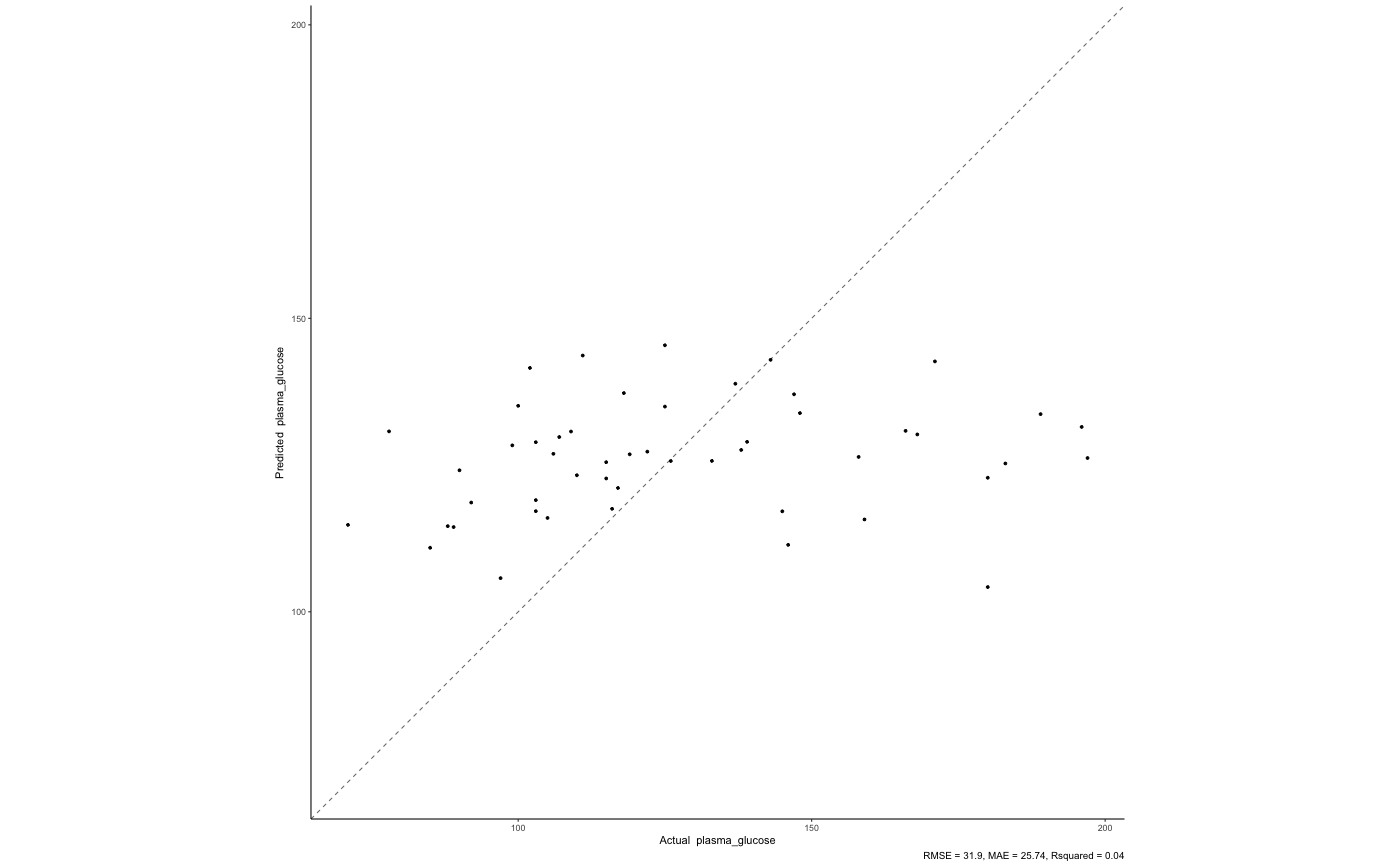 200
150
100
Predicted plasma_glucose
100
150
200
Actual plasma_glucose
RMSE = 31.9, MAE = 25.74, Rsquared = 0.04